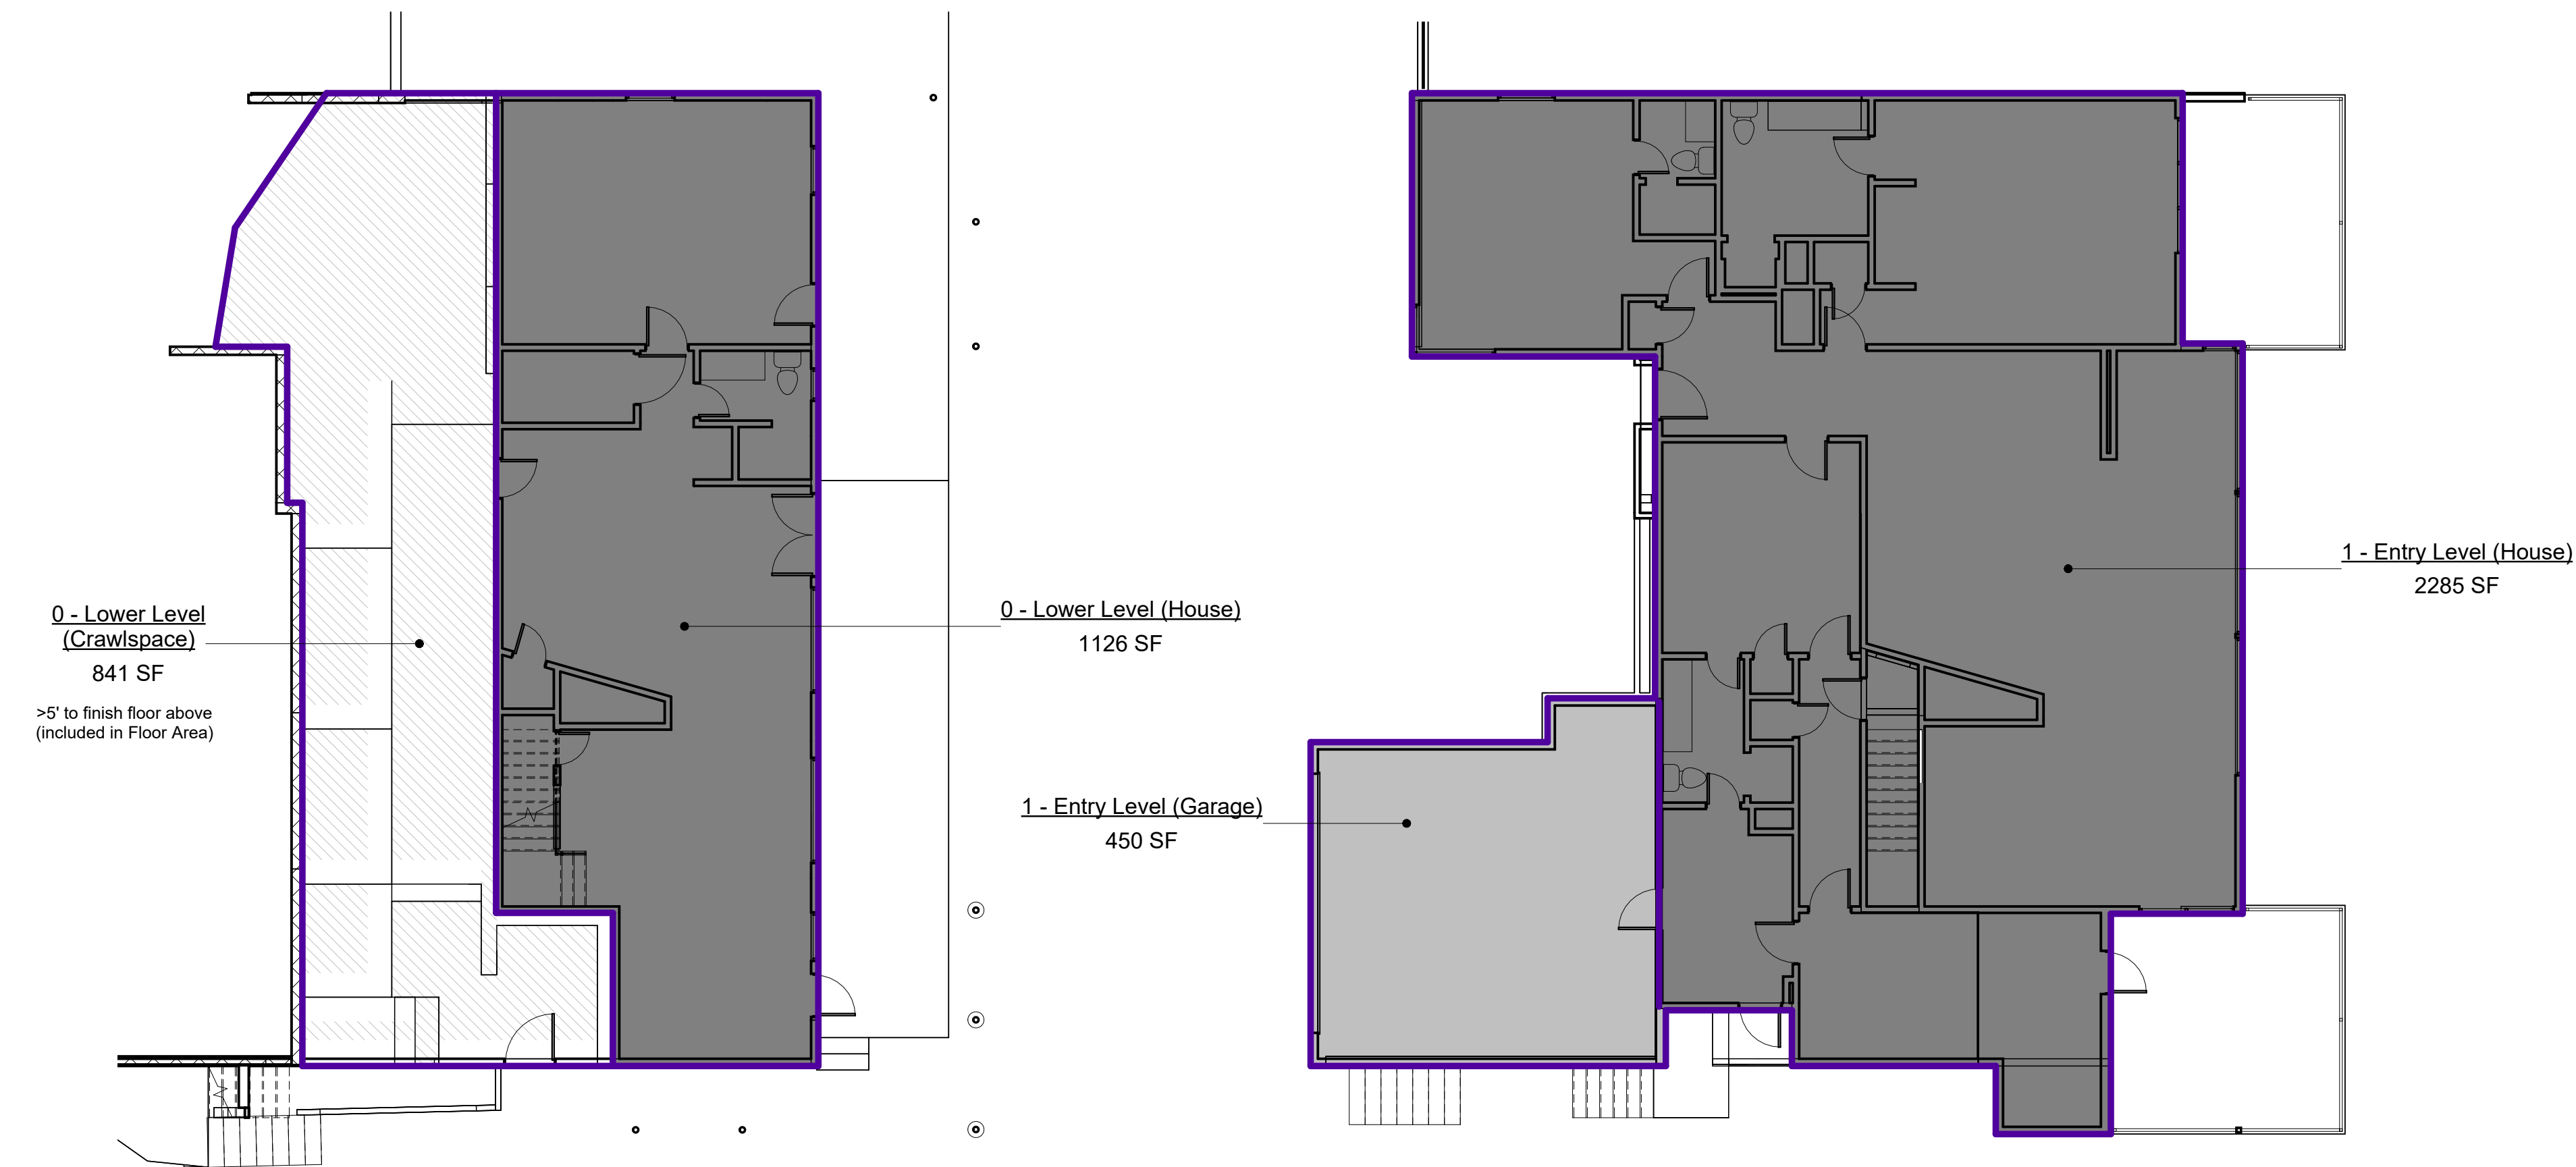 0 - Lower Level
(Crawlspace)
841 SF
>5' to finish floor above
(included in Floor Area)
0 - Lower Level (House)
1126 SF
1 - Entry Level (Garage)
450 SF
1 - Entry Level (House)
2285 SF